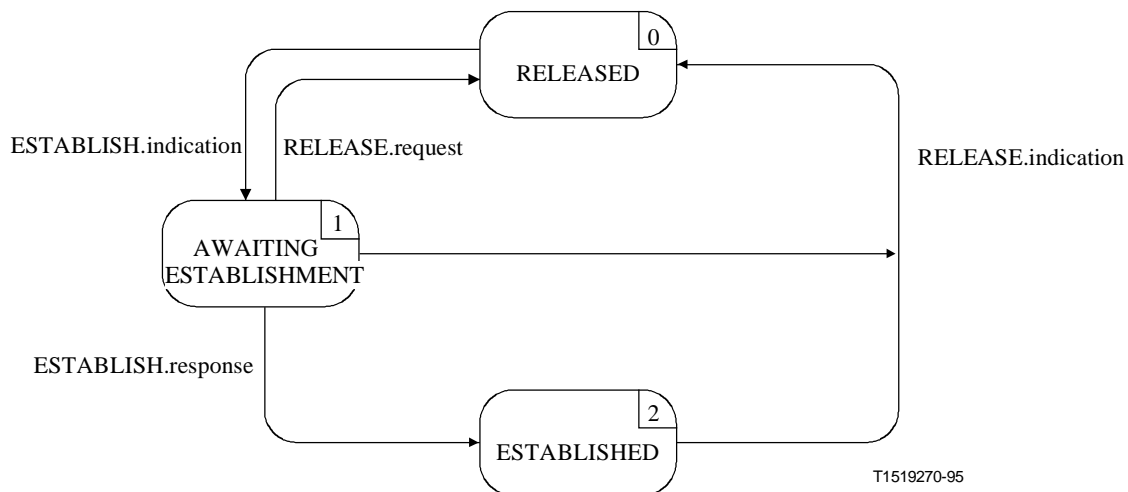 0
RELEASED
ESTABLISH.indication
RELEASE.request
RELEASE.indication
1
AWAITING
ESTABLISHMENT
ESTABLISH.response
2
ESTABLISHED
T1519270-95